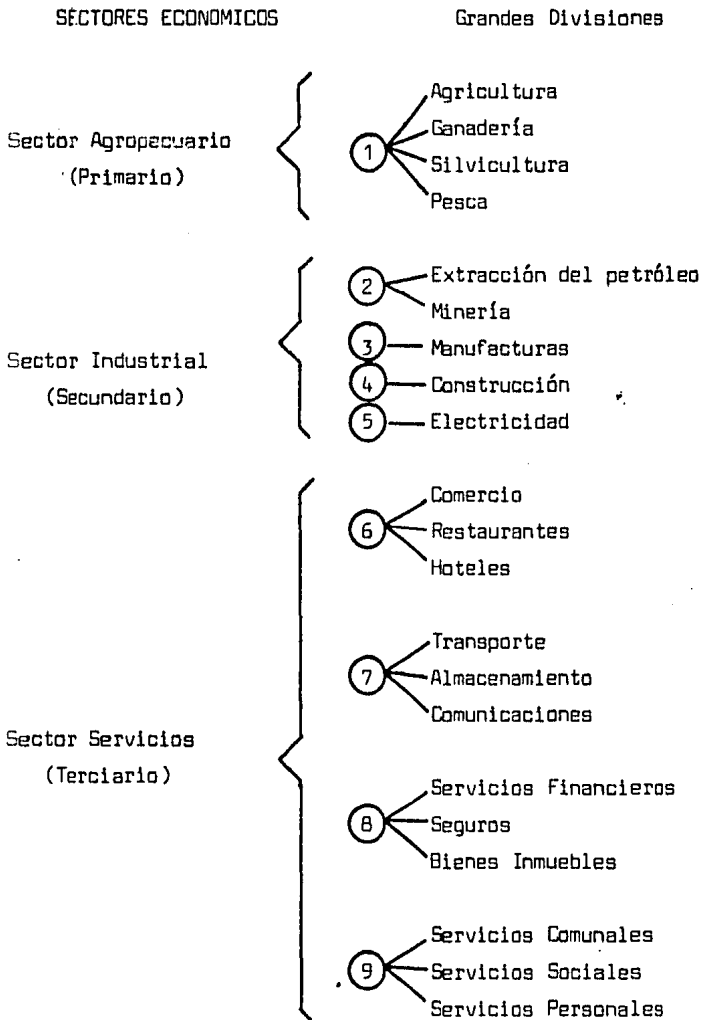 SECTORES ECONOMICOS
Grandes Divisiones
Sector Agropecuario
(Primario)
1
Agricultura
Ganadería
Silvicultura
Pesca
Sector Industrial
(Secundario)
2
Extracción del petróleo
Minería
3
Manufacturas
4
Construcción
5
Electricidad
Sector Servicios
(Terciario)
6
Comercio
Restaurantes
Hoteles
7
Transporte
Almacenamiento
Comunicaciones
8
Servicios Financieros
Seguros
Bienes Inmuebles
9
Servicios Comunales
Servicios Sociales
Servicios Personales